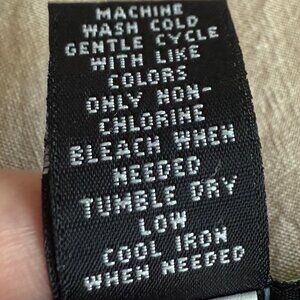 MACHINE
WASH COLD
GENTLE CYCLE
WITH LIKE
COLORS
ONLY NON-
CHLORINE
BLEACH WHEN
NEEDED
TUMBLE DRY
LOW
COOL IRON
WHEN NEEDED